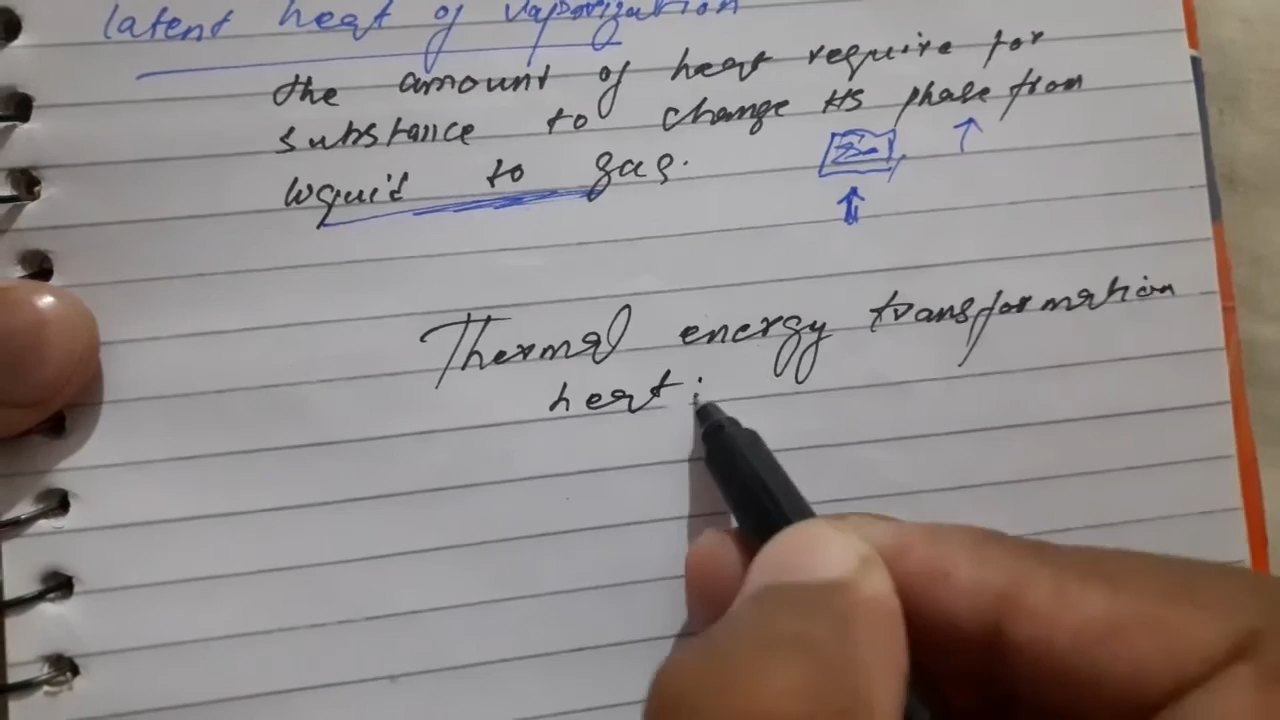 latent heat of vaporization
the amount of heat require for
substance to change its phase from
liquid to gas.
Thermal energy transformation
heat :